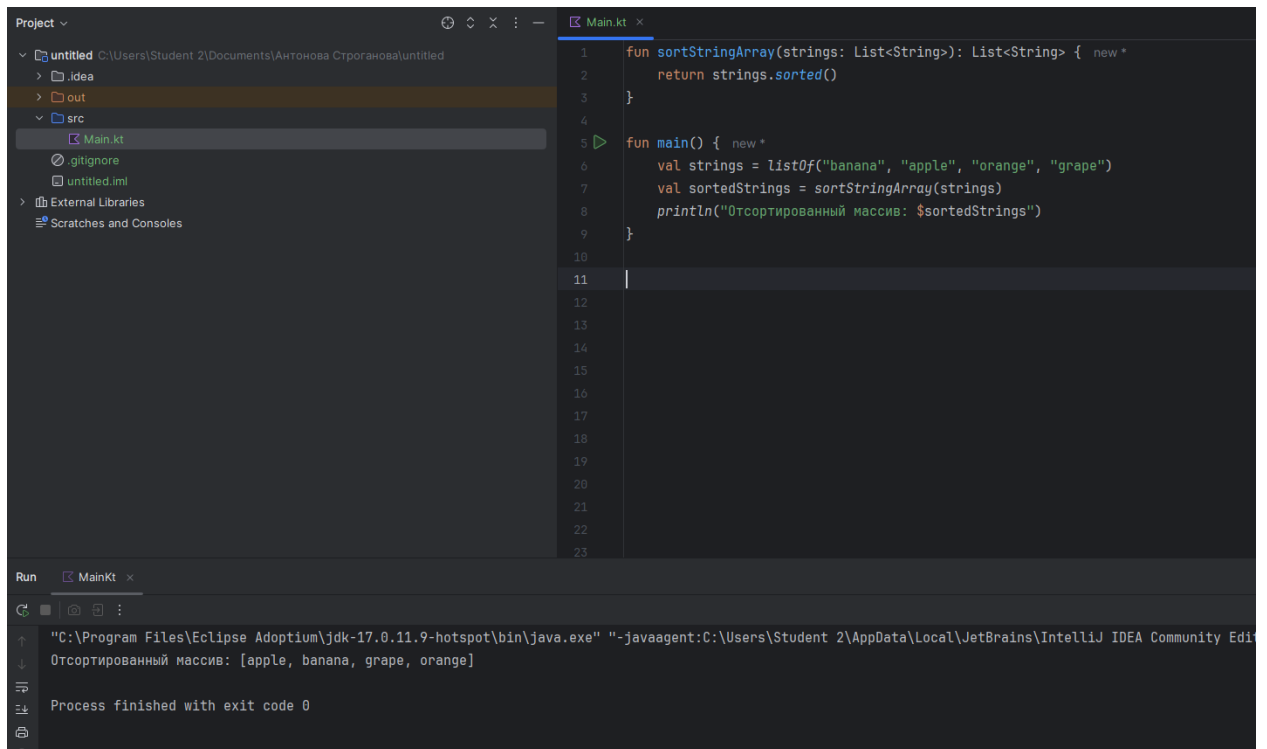 Project
untitled C:\Users\Student 2\Documents\Антонова Строганова\untitled
.idea
out
src
Main.kt
.gitignore
untitled.iml
External Libraries
Scratches and Consoles
Main.kt
1 fun sortStringArray(strings: List<String>): List<String> { new *
2 return strings.sorted()
3 }
4
5 fun main() { new *
6 val strings = listOf("banana", "apple", "orange", "grape")
7 val sortedStrings = sortStringArray(strings)
8 println("Отсортированный массив: $sortedStrings")
9 }
10
11
12
13
14
15
16
17
18
19
20
21
22
23
Run MainKt
"C:\Program Files\Eclipse Adoptium\jdk-17.0.11.9-hotspot\bin\java.exe" "-javaagent:C:\Users\Student 2\AppData\Local\JetBrains\IntelliJ IDEA Community Edit
Отсортированный массив: [apple, banana, grape, orange]
Process finished with exit code 0